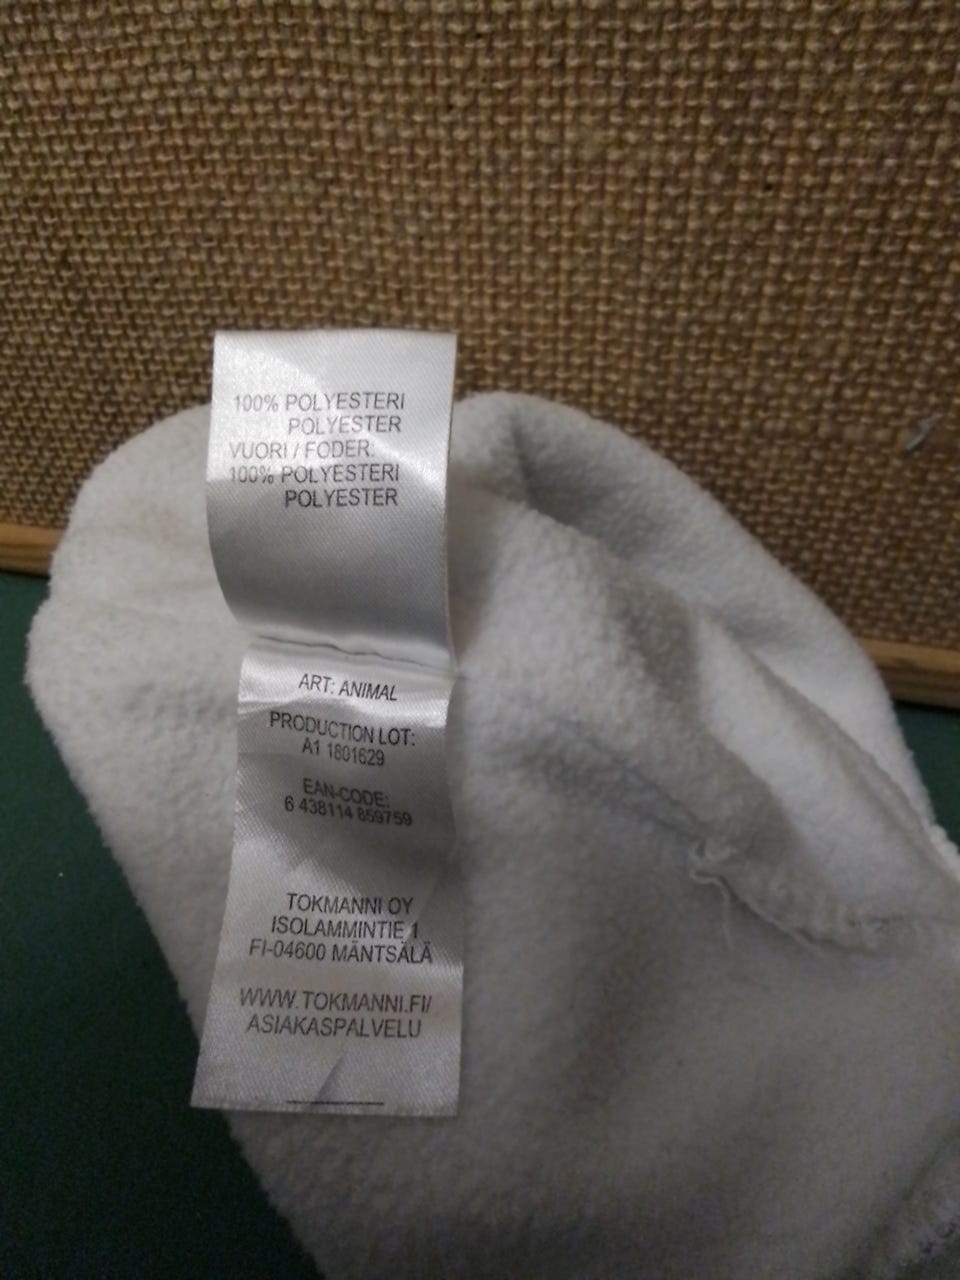 100% POLYESTERI
POLYESTER
VUORI / FODER:
100% POLYESTERI
POLYESTER
ART: ANIMAL
PRODUCTION LOT:
A1 1801629
EAN-CODE:
6 438114 859759
TOKMANNI OY
ISOLAMMINTIE 1
FI-04600 MÄNTSÄLÄ
WWW.TOKMANNI.FI/
ASIAKASPALVELU